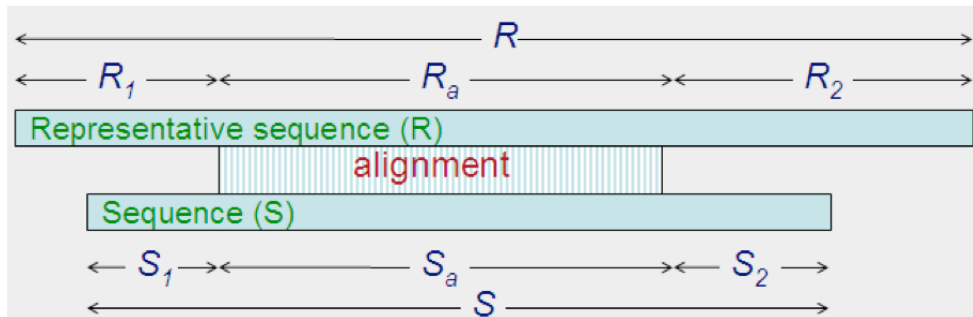 R
R1 Ra R2
Representative sequence (R)
alignment
Sequence (S)
S1 Sa S2
S